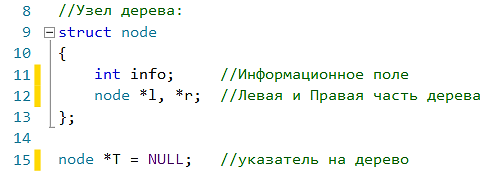 8 //Узел дерева:
9 struct node
10 {
11 int info; //Информационное поле
12 node *l, *r; //Левая и Правая часть дерева
13 };
14
15 node *T = NULL; //указатель на дерево